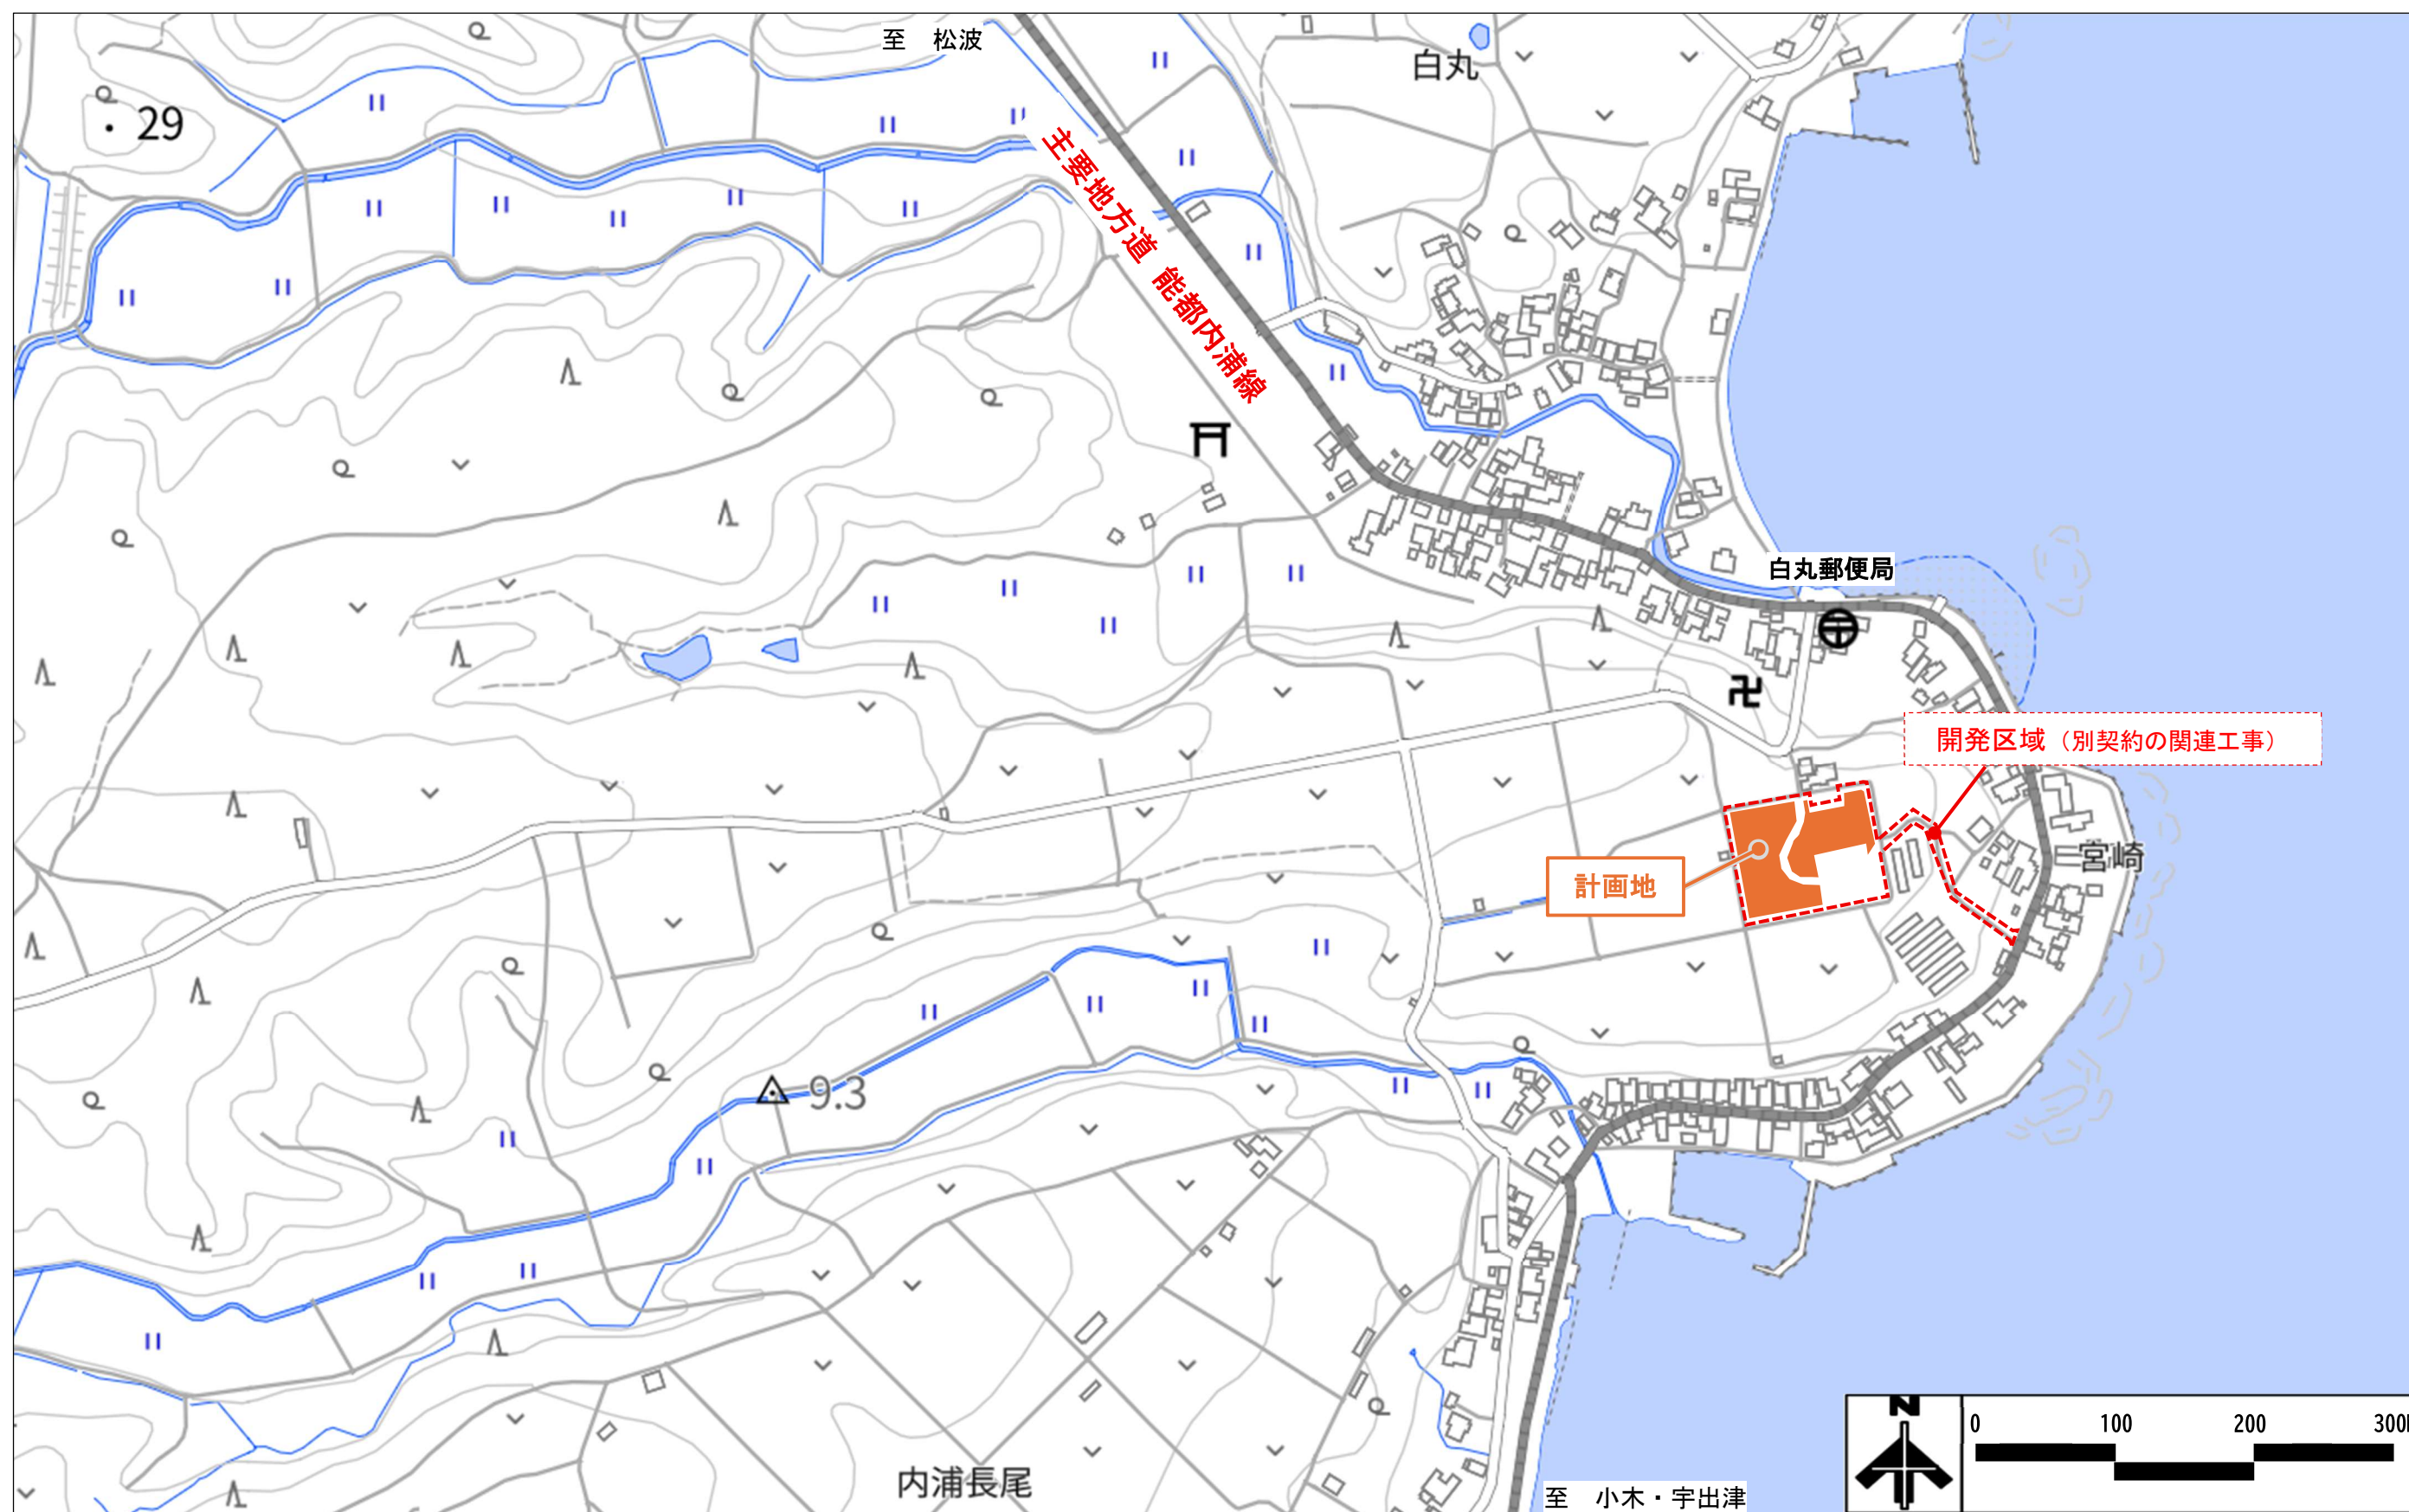 至　松波
白丸
29
主要地方道 能都内浦線
白丸郵便局
開発区域（別契約の関連工事）
計画地
宮崎
9.3
内浦長尾
至　小木・宇出津
N
0 100 200 300